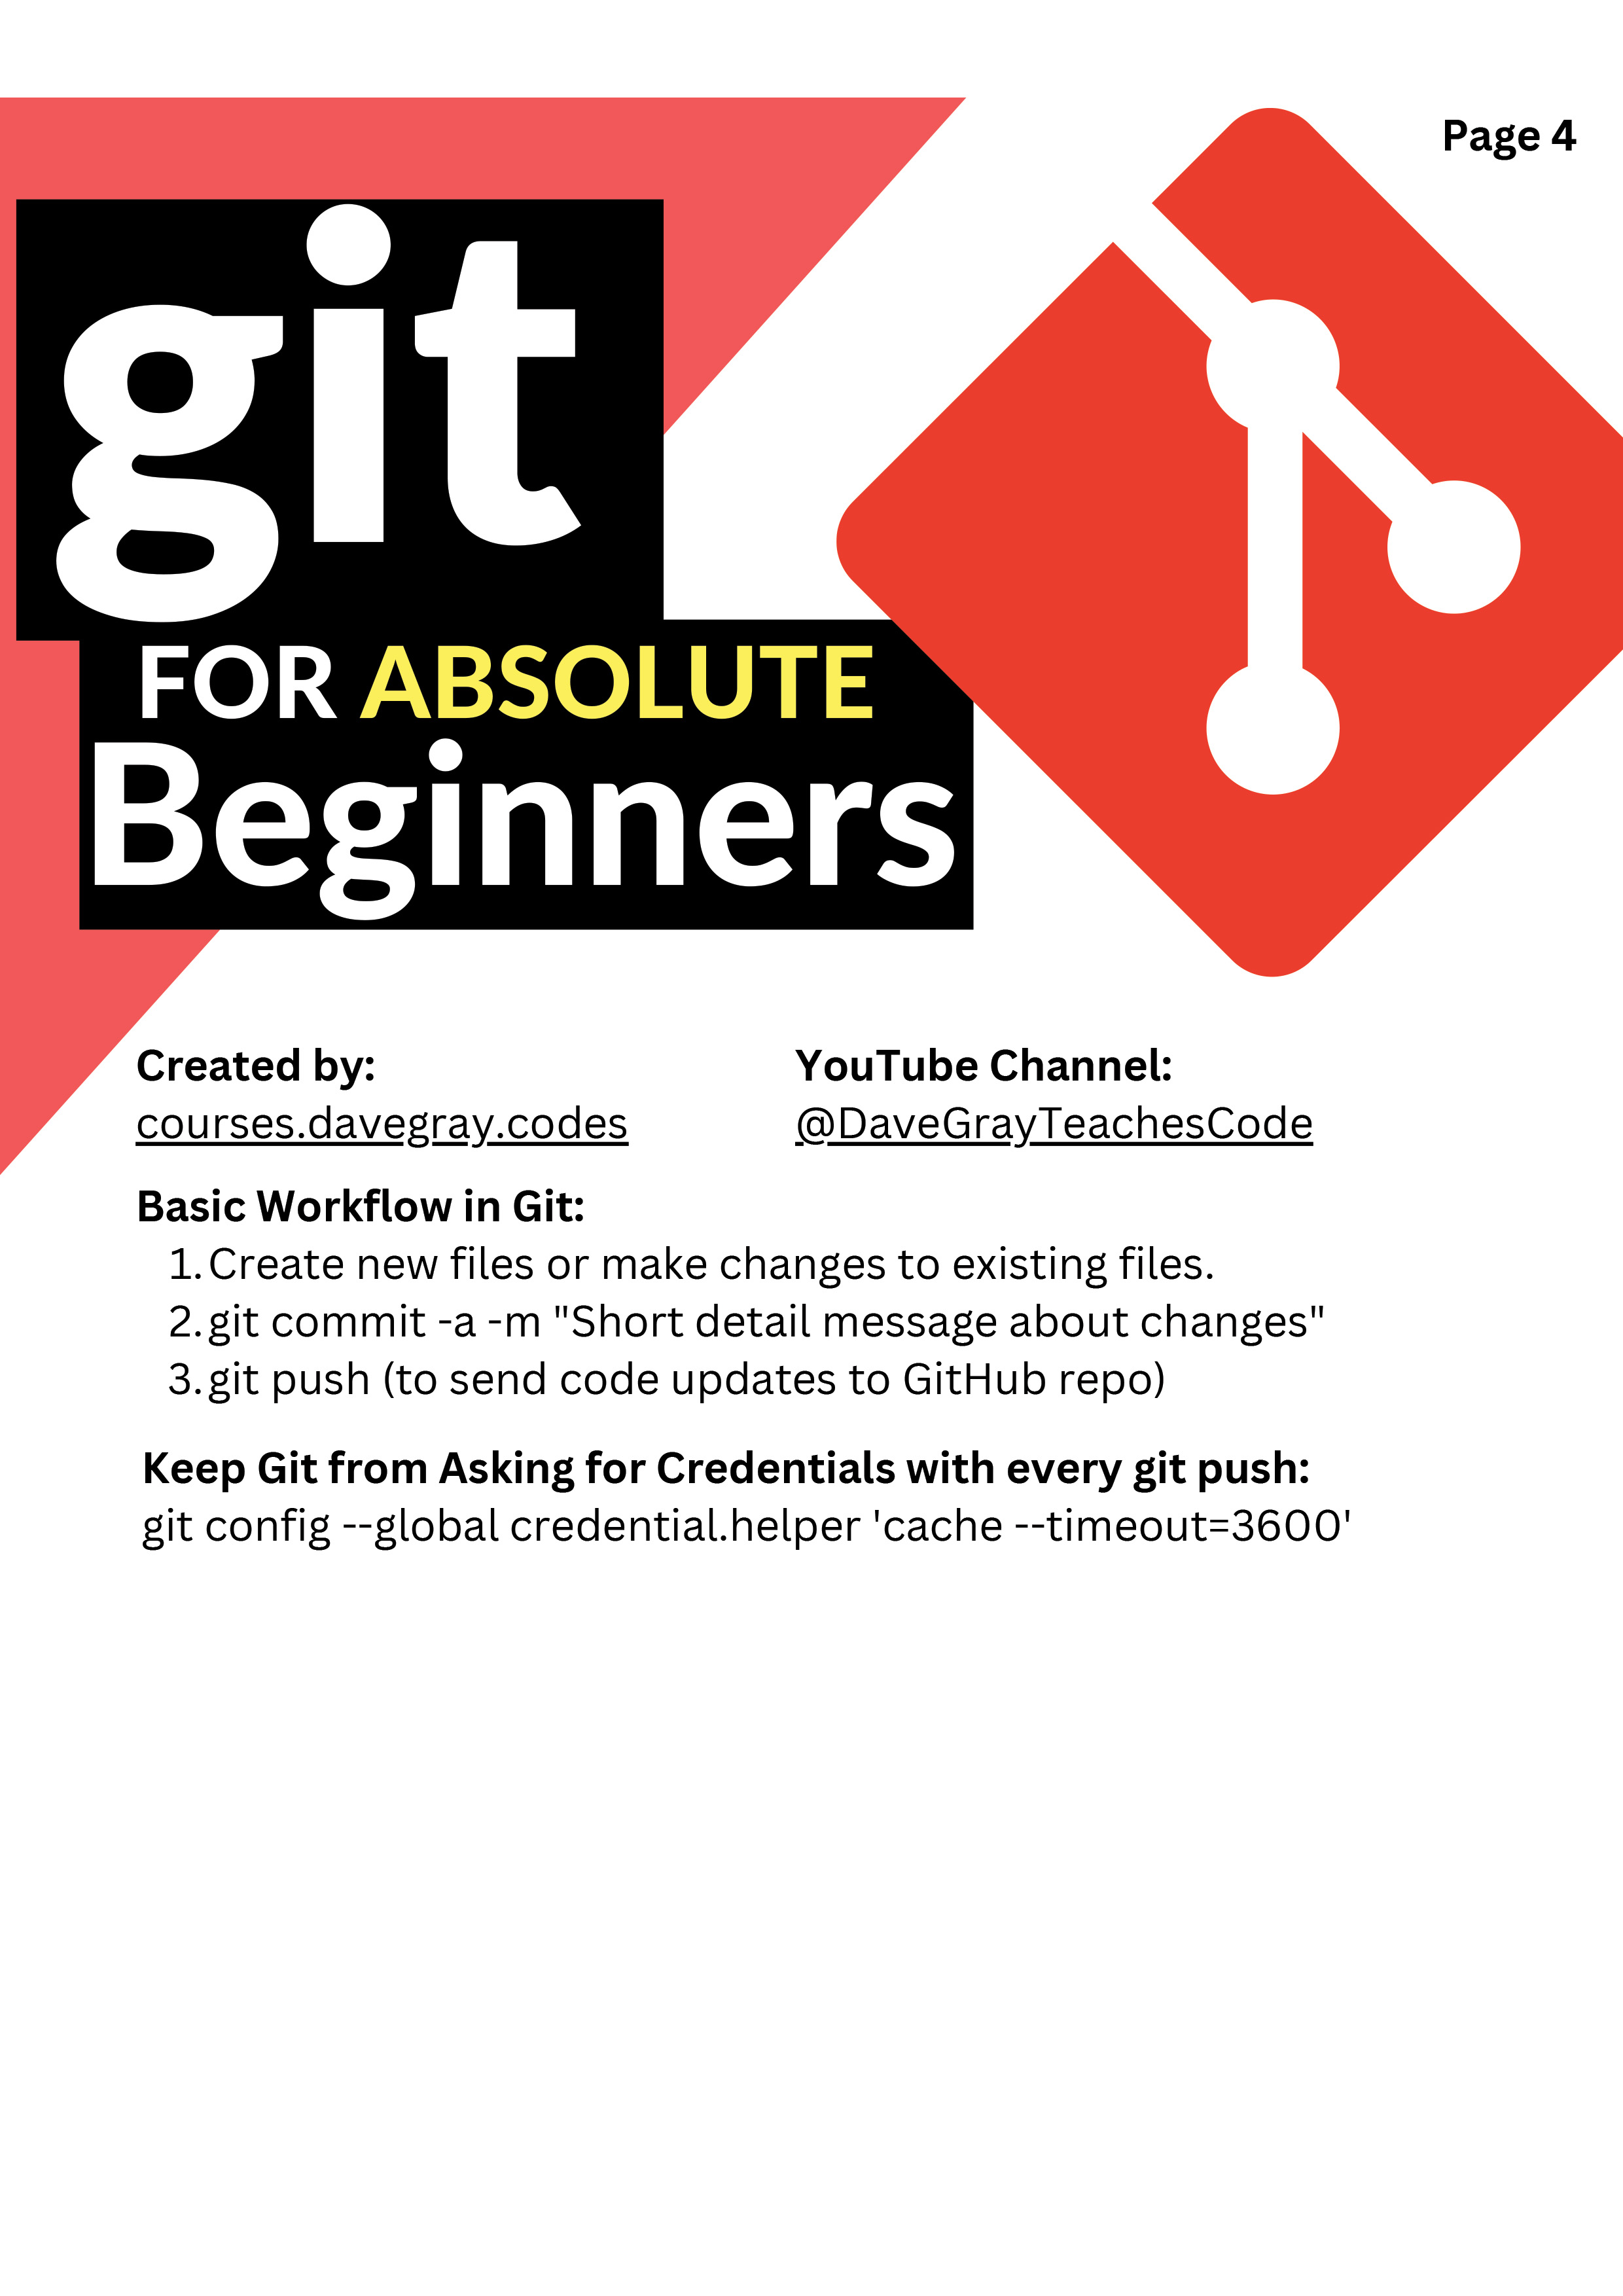 Page 4
git
FOR ABSOLUTE
Beginners
Created by:
courses.davegray.codes
YouTube Channel:
@DaveGrayTeachesCode
Basic Workflow in Git:
1. Create new files or make changes to existing files.
2. git commit -a -m "Short detail message about changes"
3. git push (to send code updates to GitHub repo)
Keep Git from Asking for Credentials with every git push:
git config --global credential.helper 'cache --timeout=3600'